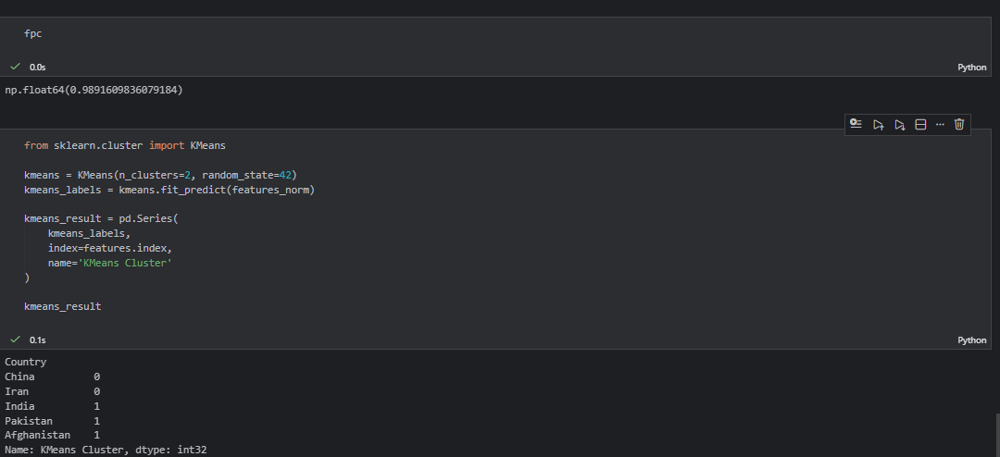 fpc
0.0s
Python
np.float64(0.9891609836079184)
from sklearn.cluster import KMeans
kmeans = KMeans(n_clusters=2, random_state=42)
kmeans_labels = kmeans.fit_predict(features_norm)
kmeans_result = pd.Series(
    kmeans_labels,
    index=features.index,
    name='KMeans Cluster'
)
kmeans_result
0.1s
Python
Country
China          0
Iran           0
India          1
Pakistan       1
Afghanistan    1
Name: KMeans Cluster, dtype: int32